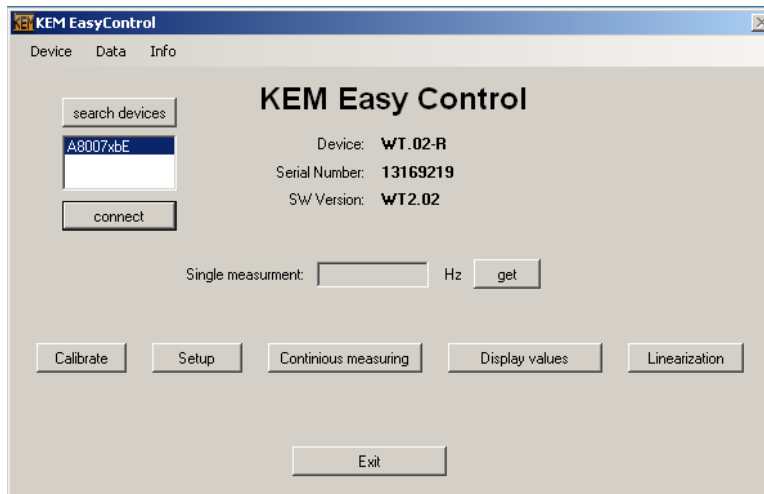 KEM EasyControl
Device Data Info
KEM Easy Control
search devices
A8007xbE
connect
Device: WT.02-R
Serial Number: 13169219
SW Version: WT2.02
Single measurment: Hz get
Calibrate Setup Continious measuring Display values Linearization
Exit